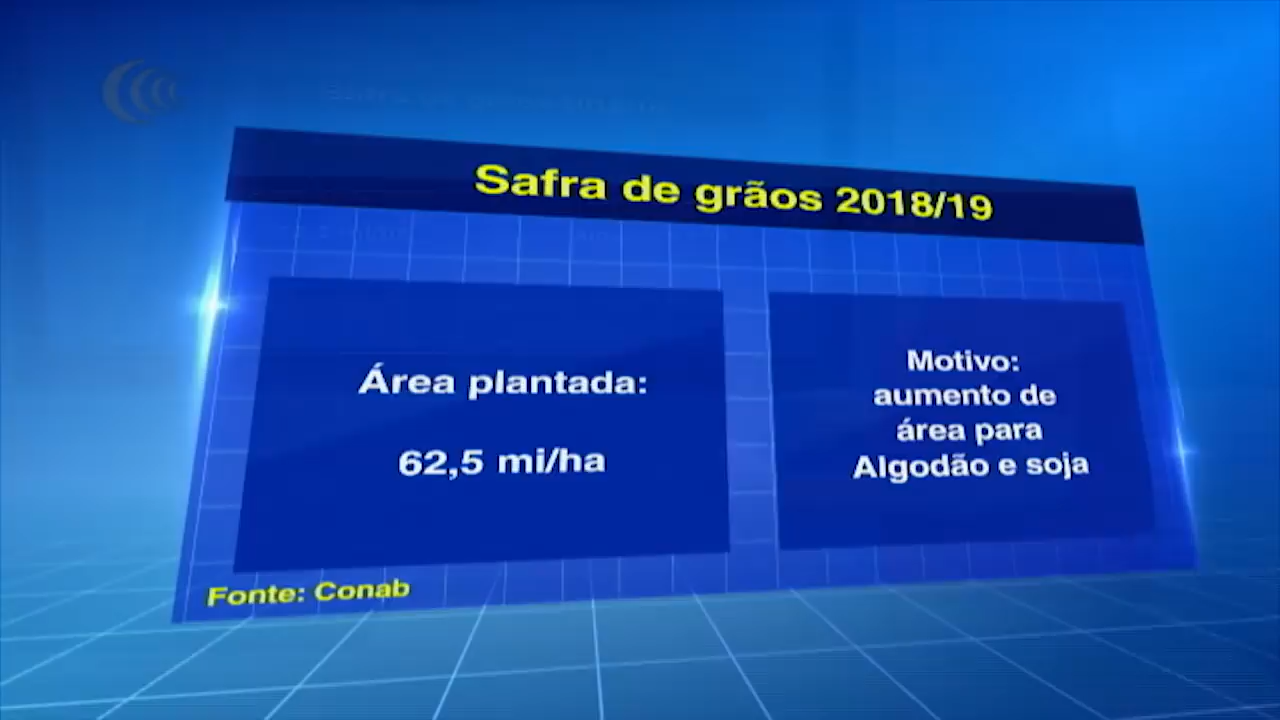 Safra de grãos 2018/19
Área plantada:
62,5 mi/ha
Motivo:
aumento de
área para
Algodão e soja
Fonte: Conab